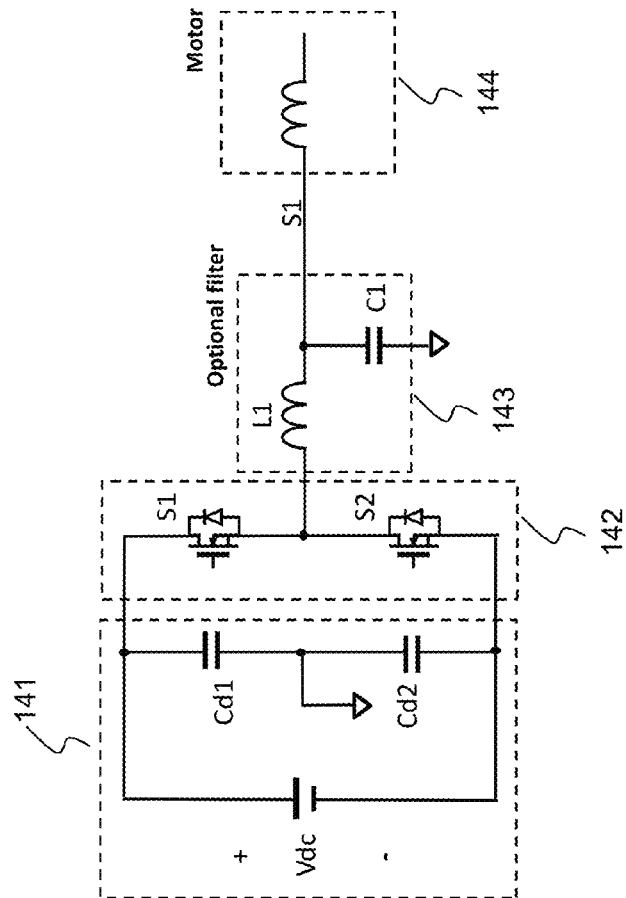 141
+
Vdc
-
Cd1
Cd2
S1
S2
142
Optional filter
L1
C1
143
S1
Motor
144